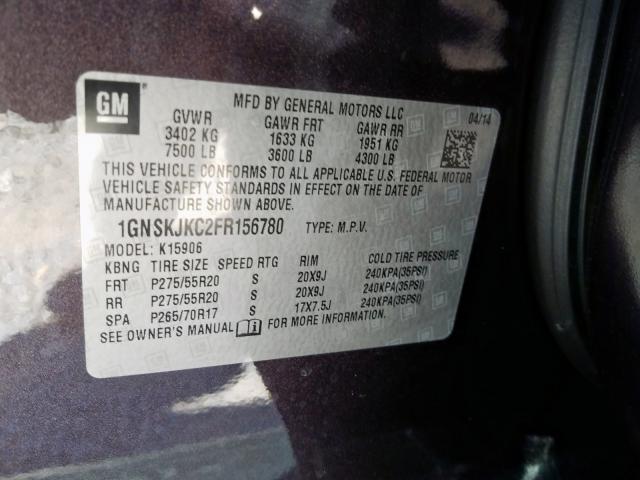 GM
MFD BY GENERAL MOTORS LLC
04/14
GVWR GAWR FRT GAWR RR
3402 KG 1633 KG 1951 KG
7500 LB 3600 LB 4300 LB
THIS VEHICLE CONFORMS TO ALL APPLICABLE U.S. FEDERAL MOTOR
VEHICLE SAFETY STANDARDS IN EFFECT ON THE DATE OF
MANUFACTURE SHOWN ABOVE.
1GNSKJKC2FR156780 TYPE: M.P.V.
MODEL: K15906
KBNG TIRE SIZE SPEED RTG RIM COLD TIRE PRESSURE
FRT P275/55R20 S 20X9J 240KPA(35PSI)
RR P275/55R20 S 20X9J 240KPA(35PSI)
SPA P265/70R17 S 17X7.5J 240KPA(35PSI)
SEE OWNER'S MANUAL FOR MORE INFORMATION.